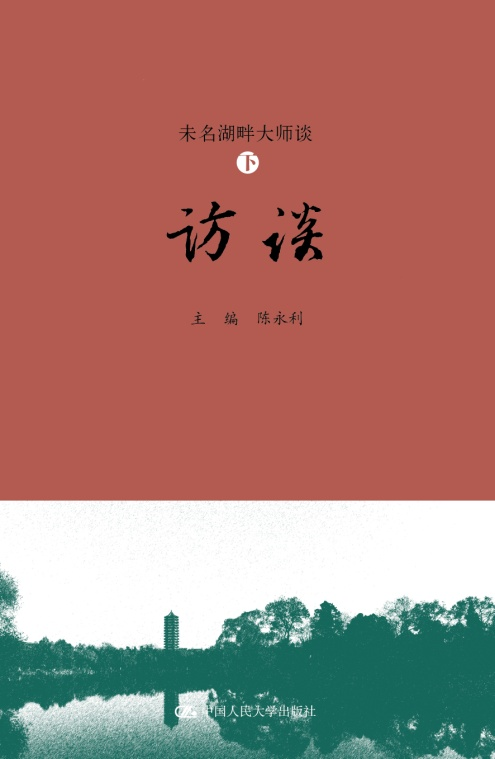 未名湖畔大师谈
下
访谈
主 编 陈永利
中国人民大学出版社